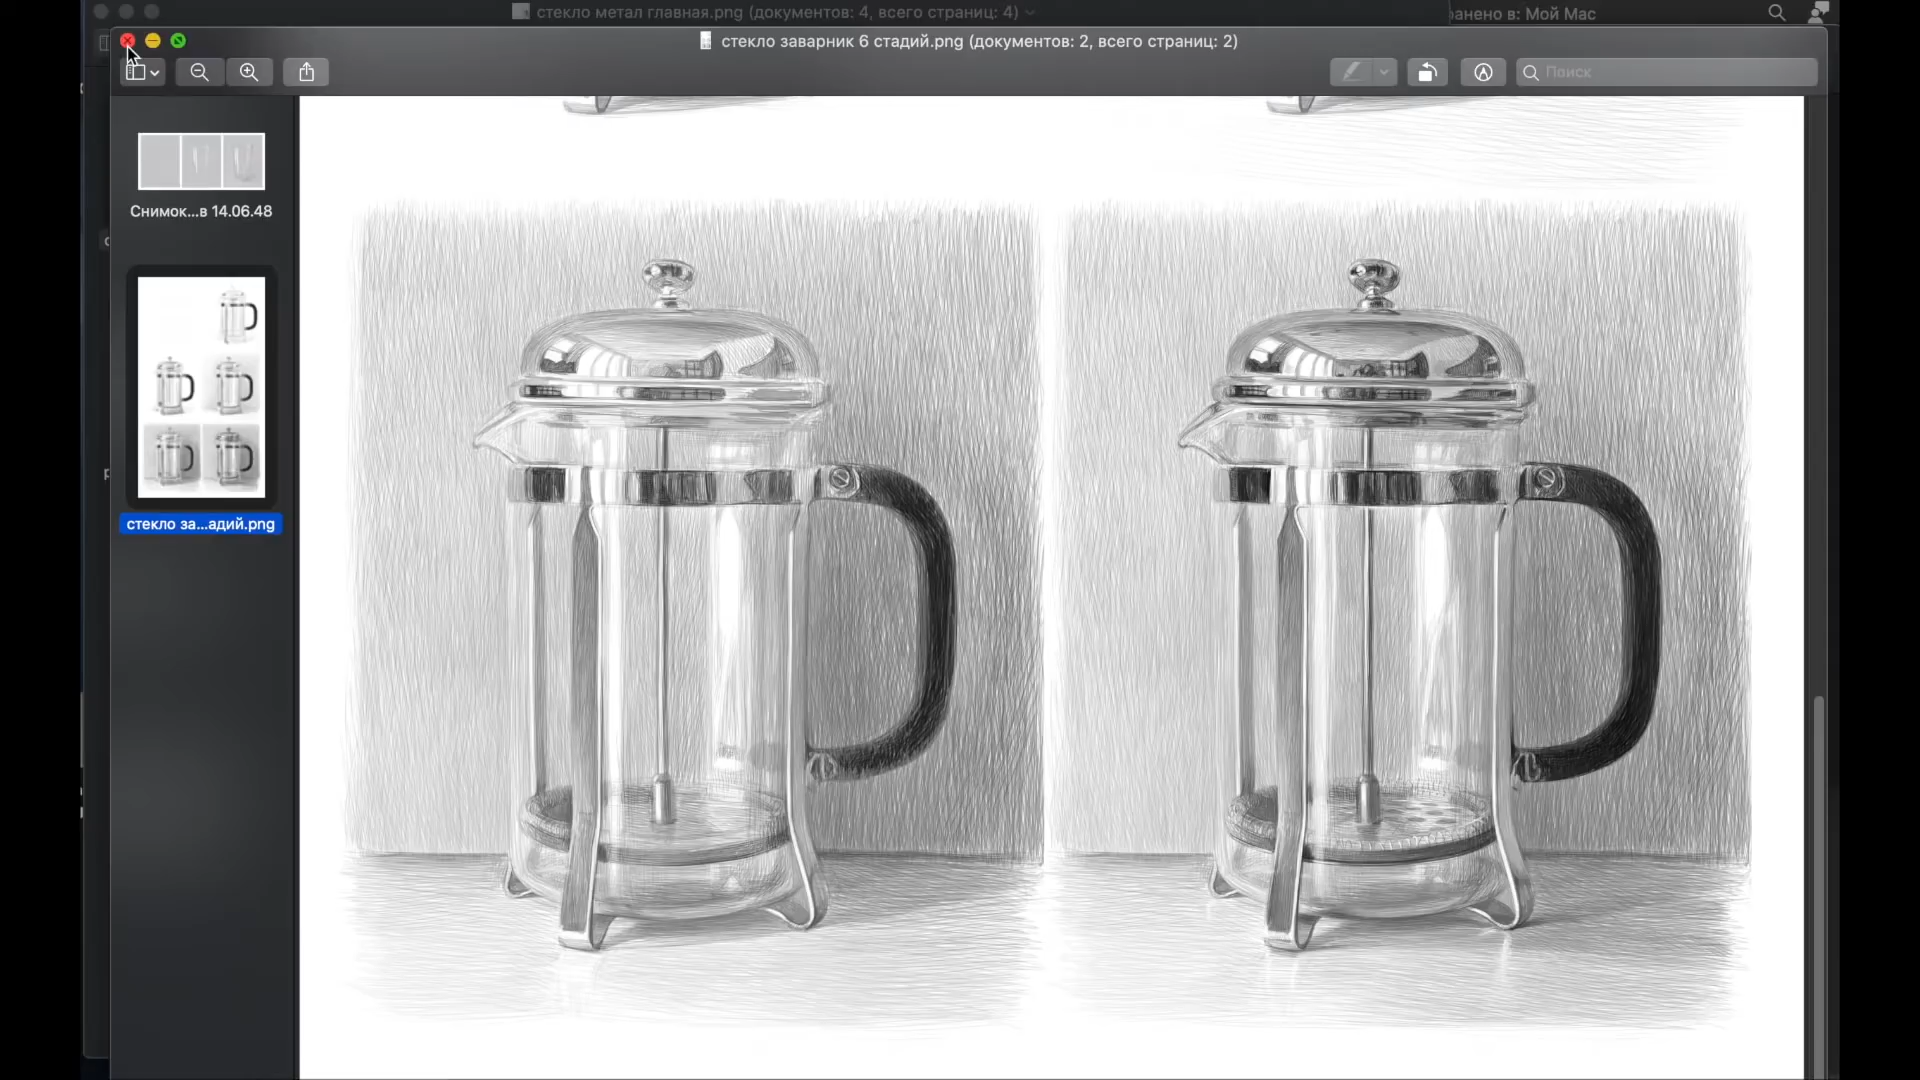 стекло метал главная.png (документов: 4, всего страниц: 4)
анено в: Мой Mac
стекло заварник 6 стадий.png (документов: 2, всего страниц: 2)
Поиск
Снимок...в 14.06.48
стекло за...адий.png